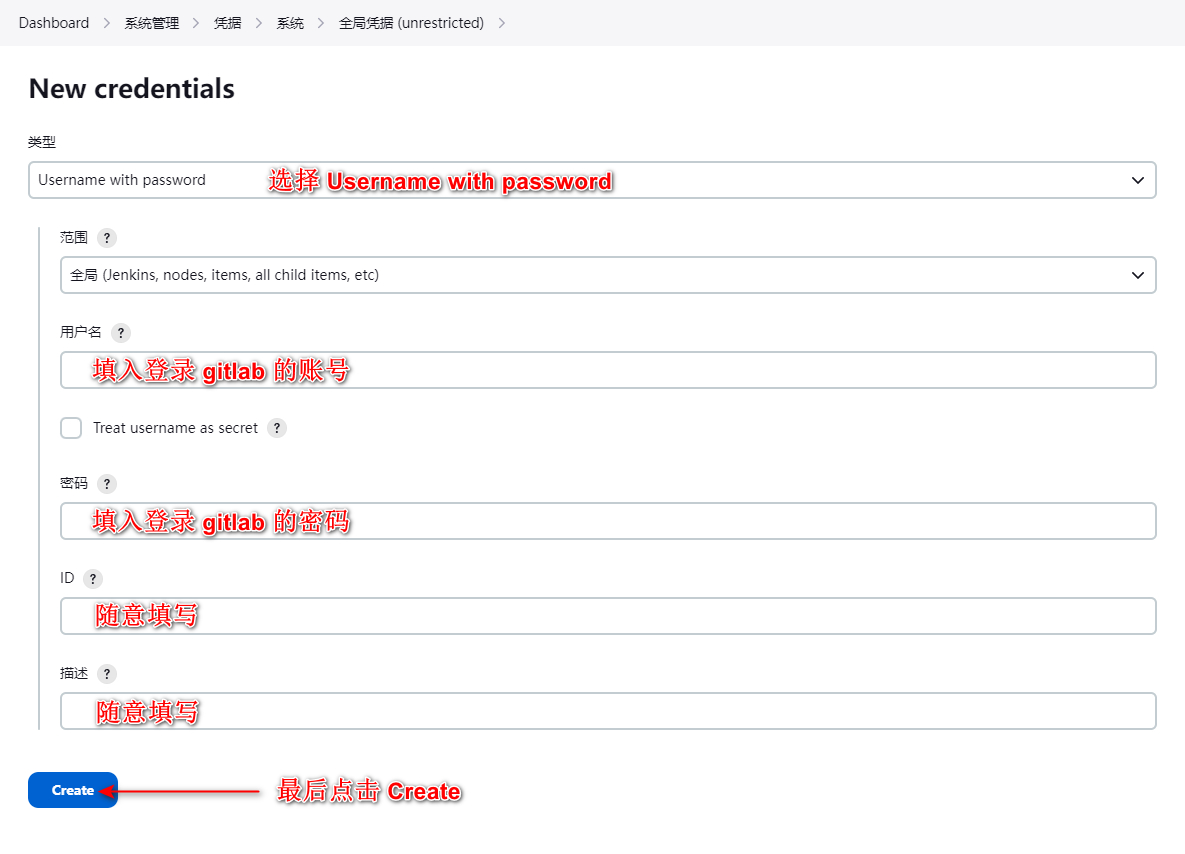 Dashboard > 系统管理 > 凭据 > 系统 > 全局凭据 (unrestricted) >
New credentials
类型
Username with password 选择 Username with password
范围 ?
全局 (Jenkins, nodes, items, all child items, etc)
用户名 ?
填入登录 gitlab 的账号
Treat username as secret ?
密码 ?
填入登录 gitlab 的密码
ID ?
随意填写
描述 ?
随意填写
Create 最后点击 Create